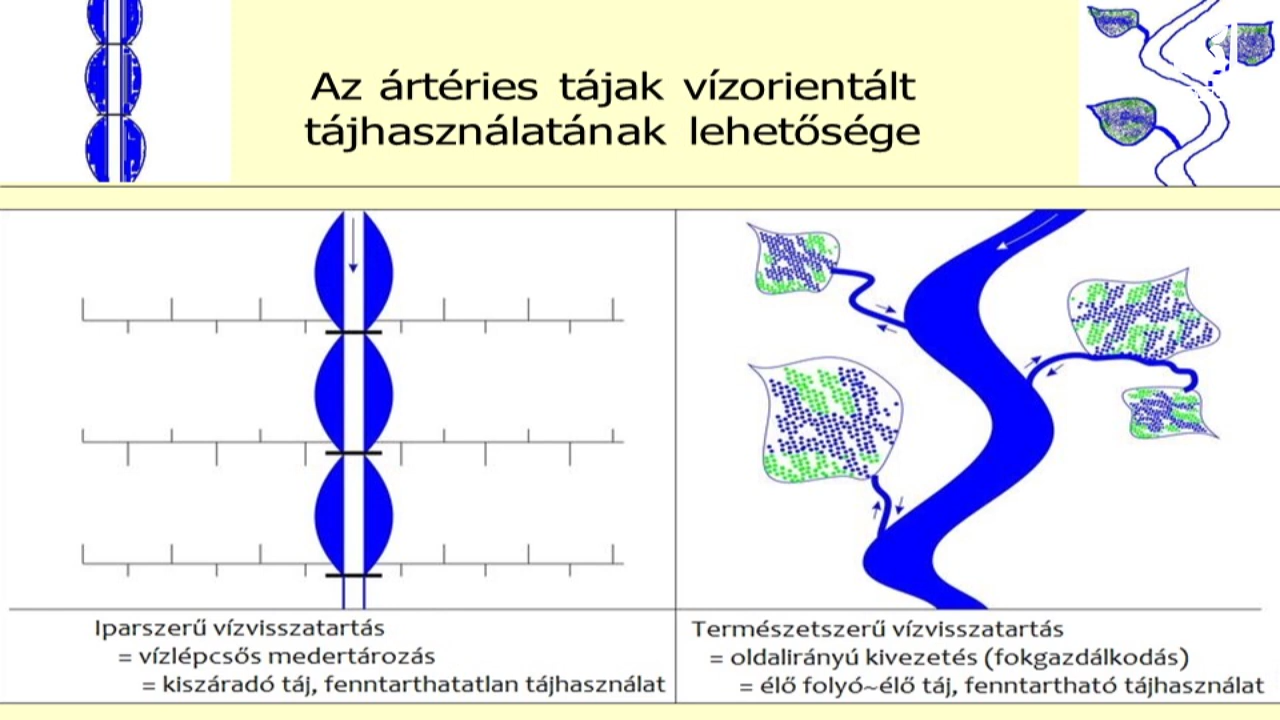 Az ártéries tájak vízorientált
tájhasználatának lehetősége
Iparszerű vízvisszatartás
= vízlépcsős medertározás
= kiszáradó táj, fenntarthatatlan tájhasználat
Természetszerű vízvisszatartás
= oldalirányú kivezetés (fokgazdálkodás)
= élő folyó~élő táj, fenntartható tájhasználat